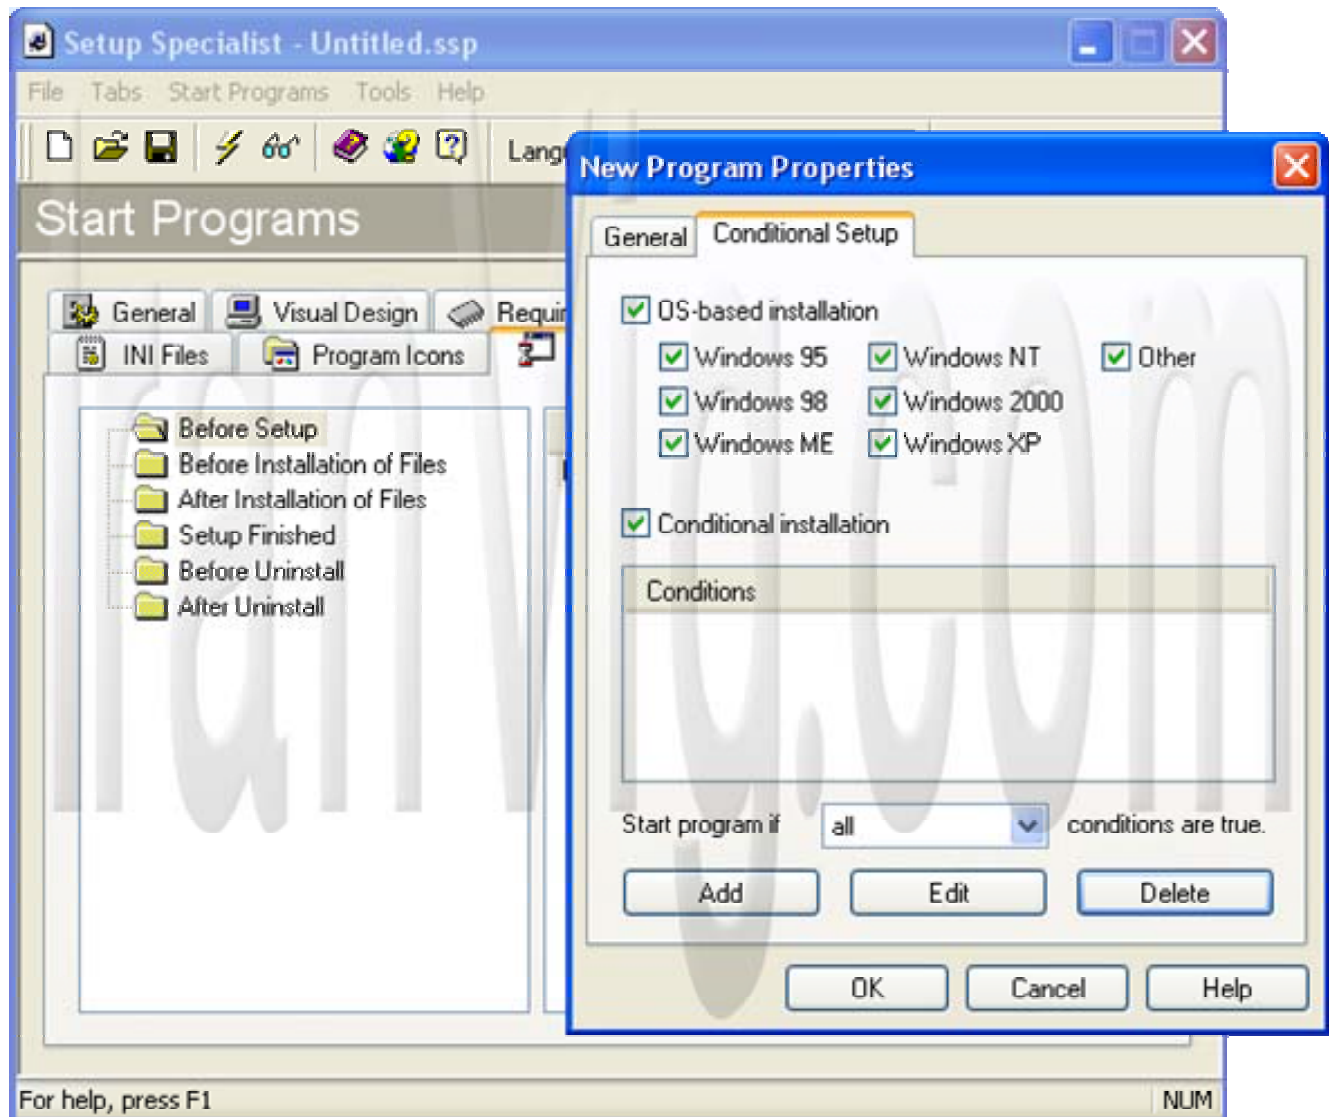 Setup Specialist - Untitled.ssp
File Tabs Start Programs Tools Help
Langu
Start Programs
General Visual Design Requir
INI Files Program Icons
Before Setup
Before Installation of Files
After Installation of Files
Setup Finished
Before Uninstall
After Uninstall
For help, press F1
NUM
New Program Properties
General Conditional Setup
OS-based installation
Windows 95 Windows NT Other
Windows 98 Windows 2000
Windows ME Windows XP
Conditional installation
Conditions
Start program if all conditions are true.
Add Edit Delete
OK Cancel Help
IranVig.com